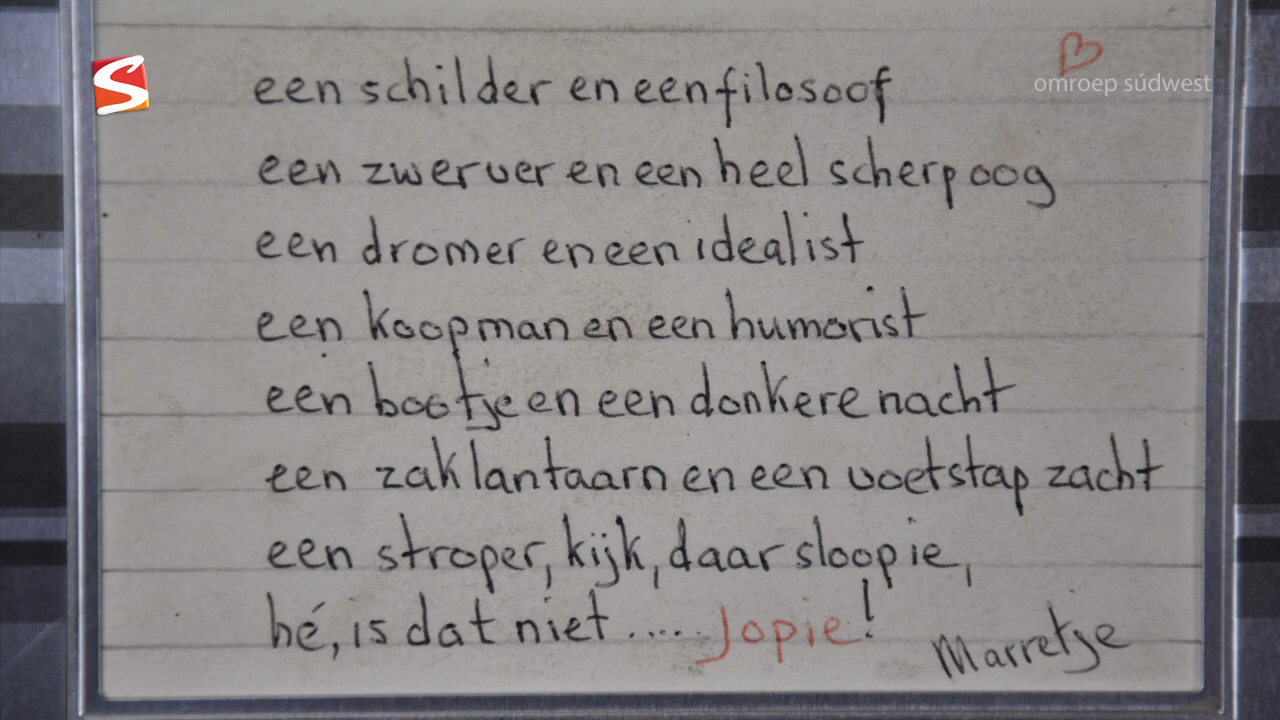 S
omroep súdwest
een schilder en een filosoof
een zwerver en een heel scherp oog
een dromer en een idealist
een koopman en een humorist
een bootje en een donkere nacht
een zaklantaarn en een voetstap zacht
een stroper, kijk, daar sloop ie,
hé, is dat niet ..... Jopie!
Marretje